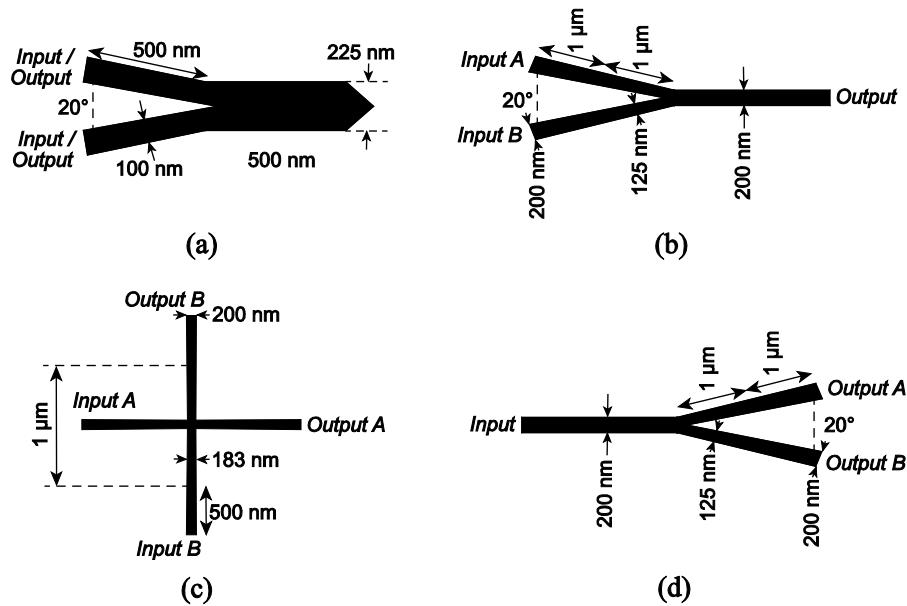 Input /
Output
500 nm
225 nm
20°
Input /
Output
100 nm
500 nm
(a)
1 µm
1 µm
Input A
20°
Output
Input B
200 nm
125 nm
200 nm
(b)
Output B
200 nm
1 µm
Input A
Output A
183 nm
500 nm
Input B
(c)
1 µm
1 µm
Output A
Input
20°
Output B
200 nm
125 nm
200 nm
(d)